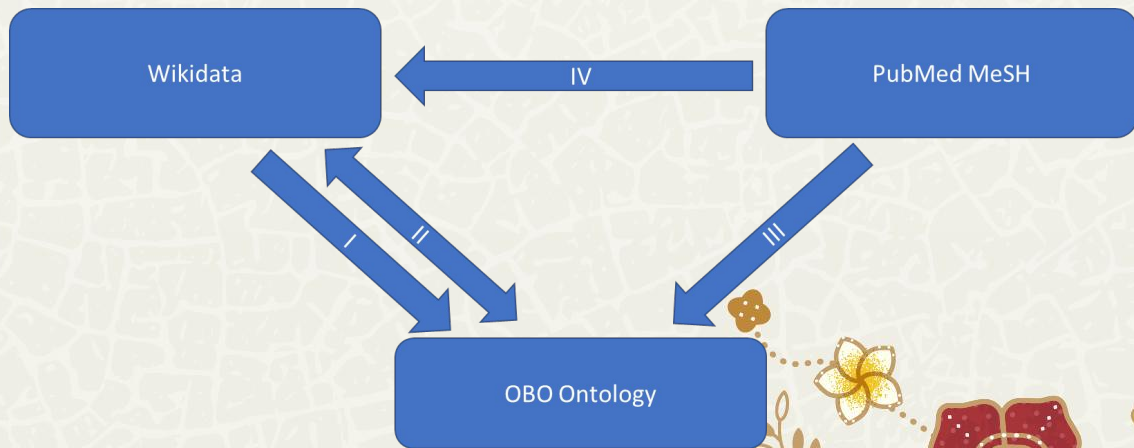 Wikidata
IV
PubMed MeSH
I
II
III
OBO Ontology